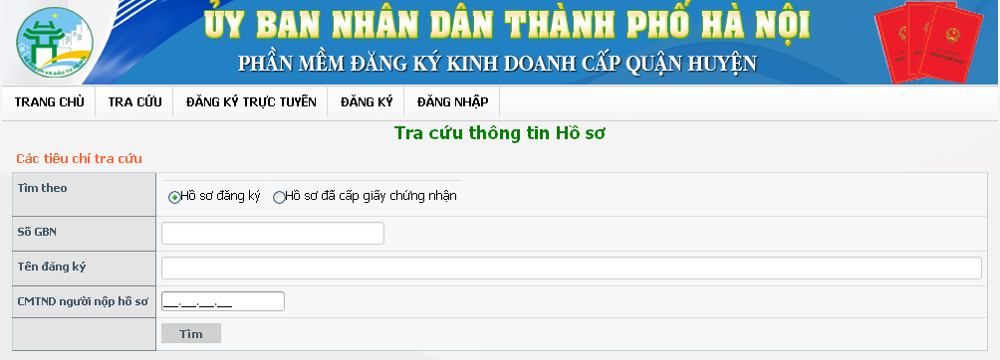 ỦY BAN NHÂN DÂN THÀNH PHỐ HÀ NỘI
PHẦN MỀM ĐĂNG KÝ KINH DOANH CẤP QUẬN HUYỆN
TRANG CHỦ TRA CỨU ĐĂNG KÝ TRỰC TUYẾN ĐĂNG KÝ ĐĂNG NHẬP
Tra cứu thông tin Hồ sơ
Các tiêu chí tra cứu
Tìm theo
Hồ sơ đăng ký Hồ sơ đã cấp giấy chứng nhận
Số GBN
Tên đăng ký
CMTND người nộp hồ sơ __.__.__.__
Tìm